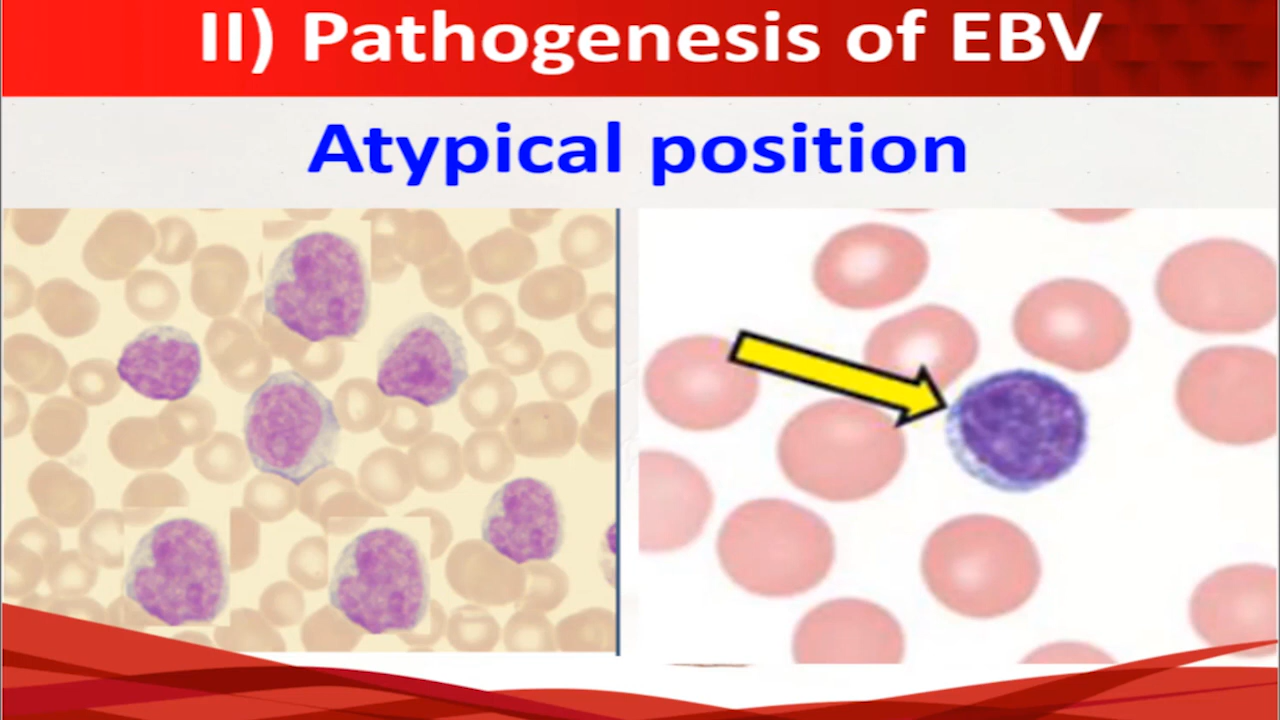 II) Pathogenesis of EBV
Atypical position